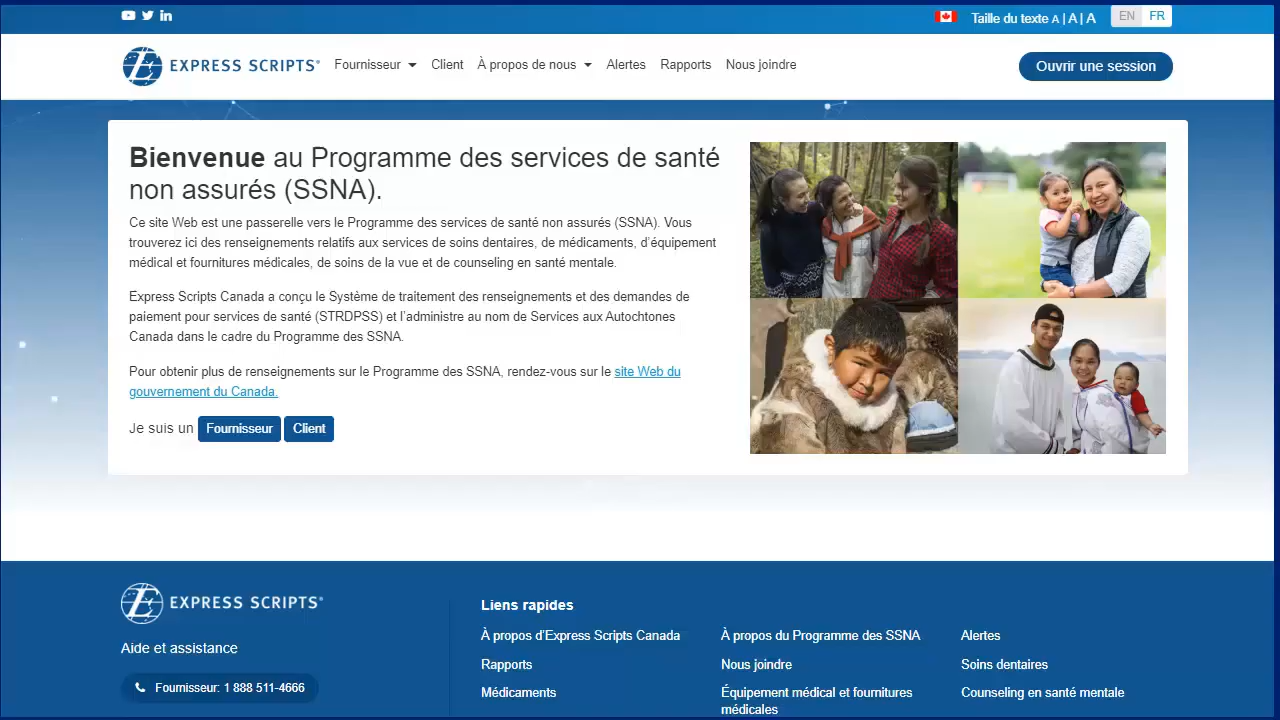 Taille du texte A | A | A EN FR
EXPRESS SCRIPTS® Fournisseur Client À propos de nous Alertes Rapports Nous joindre Ouvrir une session
Bienvenue au Programme des services de santé
non assurés (SSNA).
Ce site Web est une passerelle vers le Programme des services de santé non assurés (SSNA). Vous
trouverez ici des renseignements relatifs aux services de soins dentaires, de médicaments, d'équipement
médical et fournitures médicales, de soins de la vue et de counseling en santé mentale.
Express Scripts Canada a conçu le Système de traitement des renseignements et des demandes de
paiement pour services de santé (STRDPSS) et l'administre au nom de Services aux Autochtones
Canada dans le cadre du Programme des SSNA.
Pour obtenir plus de renseignements sur le Programme des SSNA, rendez-vous sur le site Web du
gouvernement du Canada.
Je suis un Fournisseur Client
EXPRESS SCRIPTS®
Aide et assistance
Fournisseur: 1 888 511-4666
Liens rapides
À propos d'Express Scripts Canada À propos du Programme des SSNA Alertes
Rapports Nous joindre Soins dentaires
Médicaments Équipement médical et fournitures Counseling en santé mentale
médicales